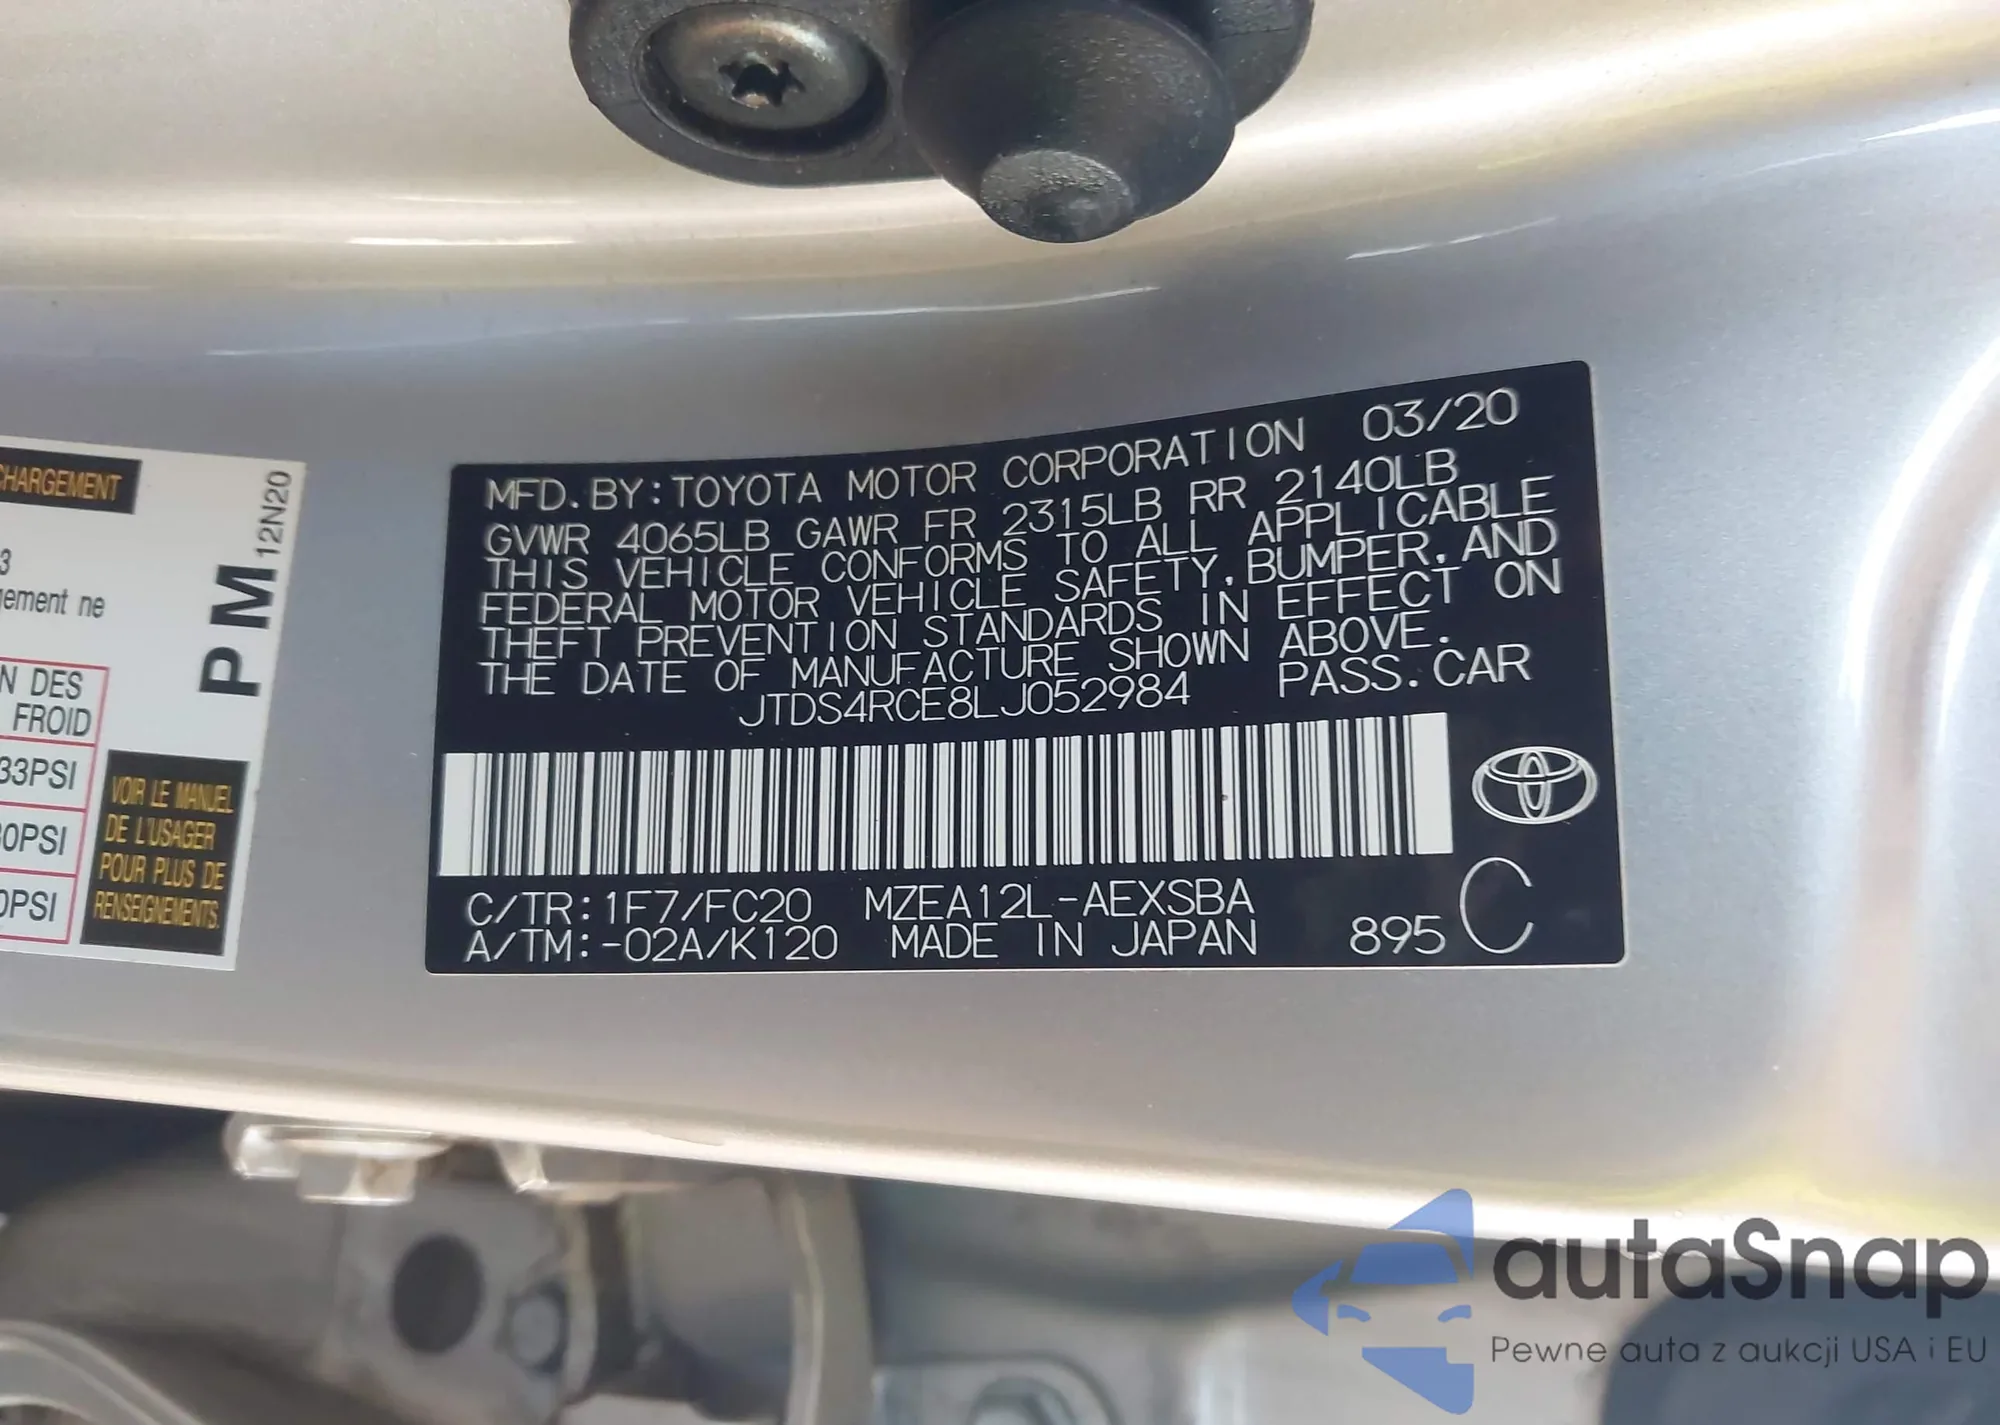 CHARGEMENT
3
gement ne
N DES
FROID
33PSI
0PSI
0PSI
PM
12N20
VOIR LE MANUEL
DE L'USAGER
POUR PLUS DE
RENSEIGNEMENTS.
MFD. BY:TOYOTA MOTOR CORPORATION 03/20
GVWR 4065LB GAWR FR 2315LB RR 2140LB
THIS VEHICLE CONFORMS TO ALL APPLICABLE
FEDERAL MOTOR VEHICLE SAFETY, BUMPER, AND
THEFT PREVENTION STANDARDS IN EFFECT ON
THE DATE OF MANUFACTURE SHOWN ABOVE.
JTDS4RCE8LJ052984 PASS. CAR
C/TR:1F7/FC20 MZEA12L-AEXSBA
A/TM:-02A/K120 MADE IN JAPAN 895 C
autaSnap
Pewne auta z aukcji USA i EU